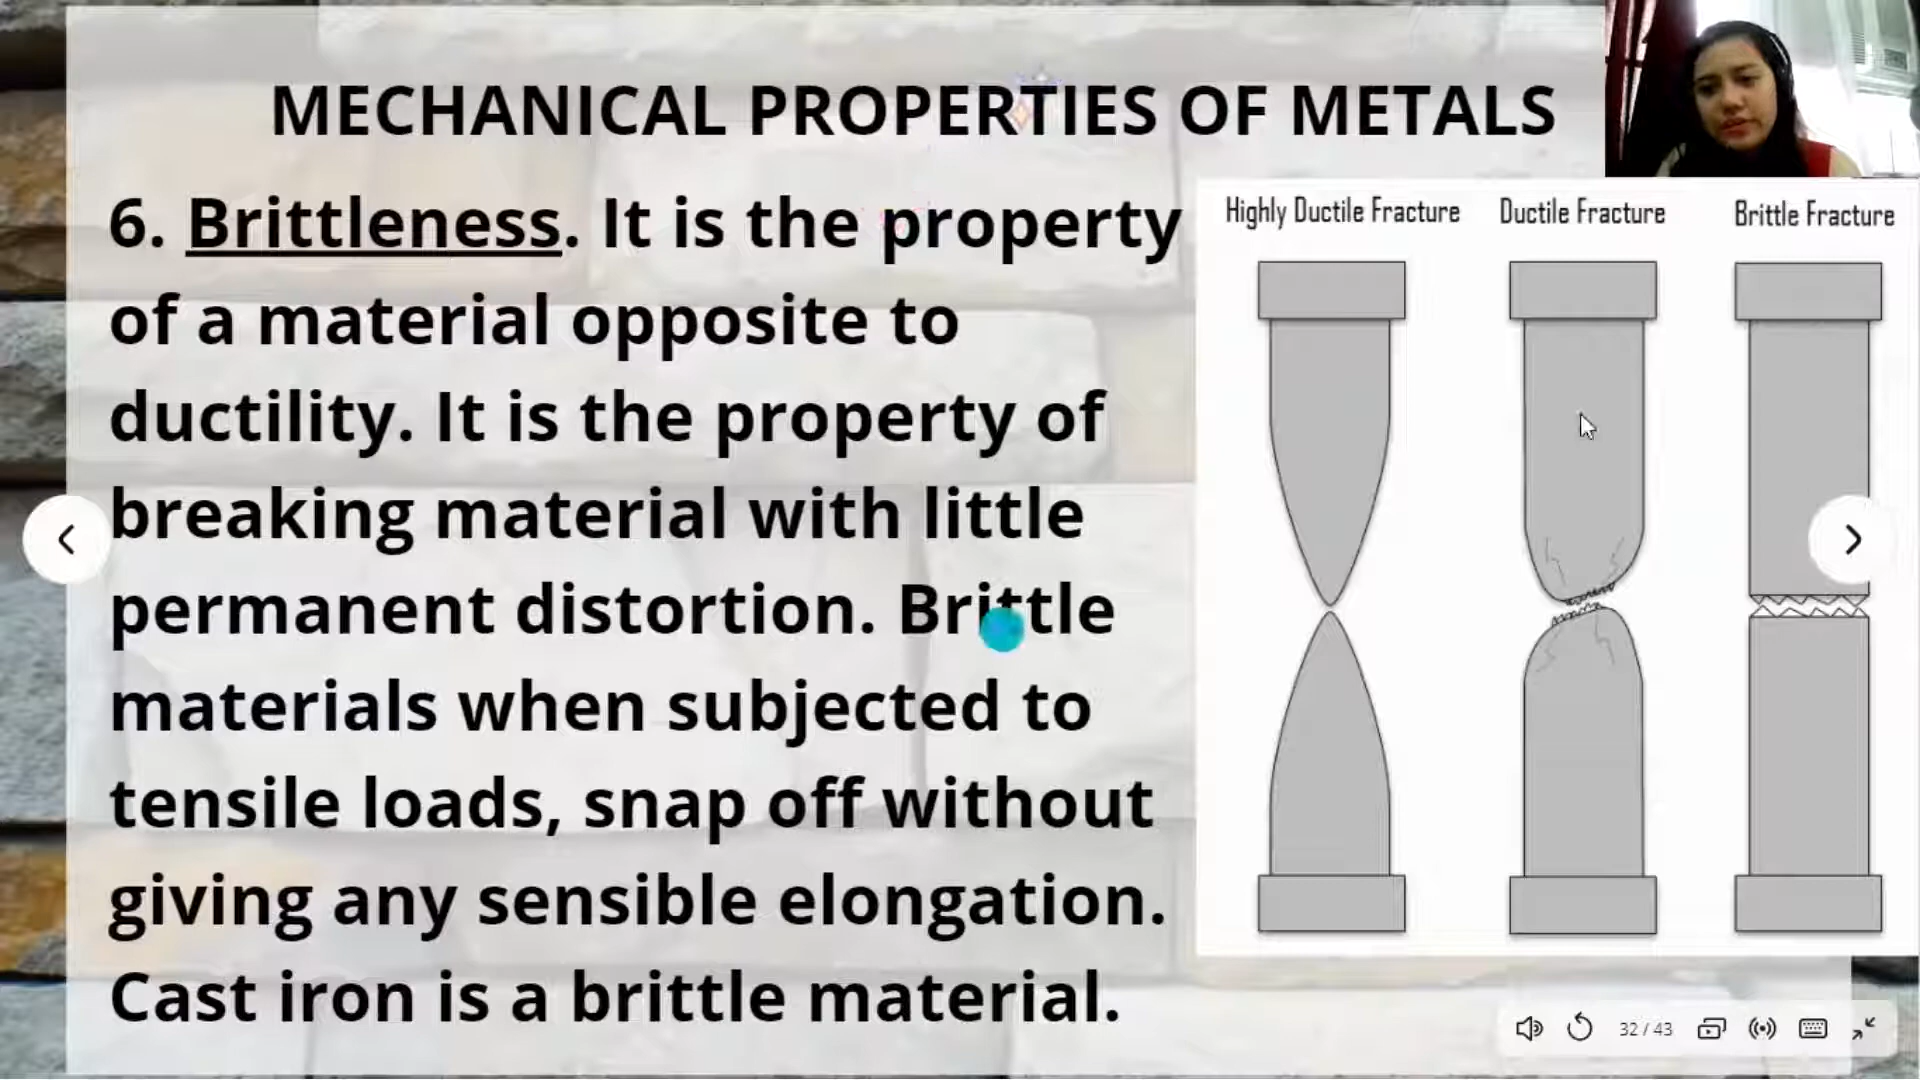 MECHANICAL PROPERTIES OF METALS
6. Brittleness. It is the property
of a material opposite to
ductility. It is the property of
breaking material with little
permanent distortion. Brittle
materials when subjected to
tensile loads, snap off without
giving any sensible elongation.
Cast iron is a brittle material.
Highly Ductile Fracture
Ductile Fracture
Brittle Fracture
32 / 43